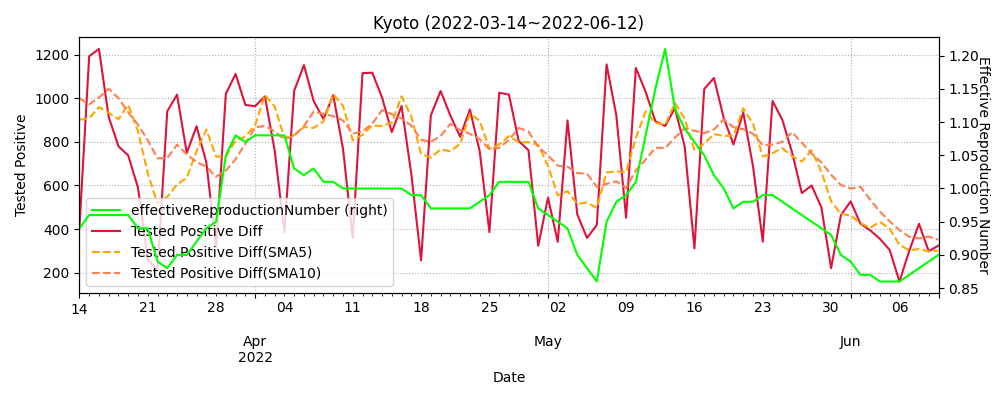 Kyoto (2022-03-14~2022-06-12)
1200
1000
800
600
400
200
Tested Positive
1.20
1.15
1.10
1.05
1.00
0.95
0.90
0.85
Effective Reproduction Number
effectiveReproductionNumber (right)
Tested Positive Diff
Tested Positive Diff(SMA5)
Tested Positive Diff(SMA10)
14 21 28 04 11 18 25 02 09 16 23 30 06
Apr May Jun
2022
Date